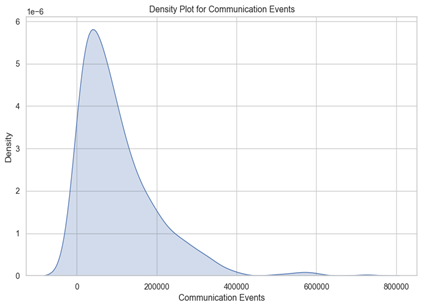 Density Plot for Communication Events
1e−6
6
5
4
3
2
1
0
Density
0 200000 400000 600000 800000
Communication Events